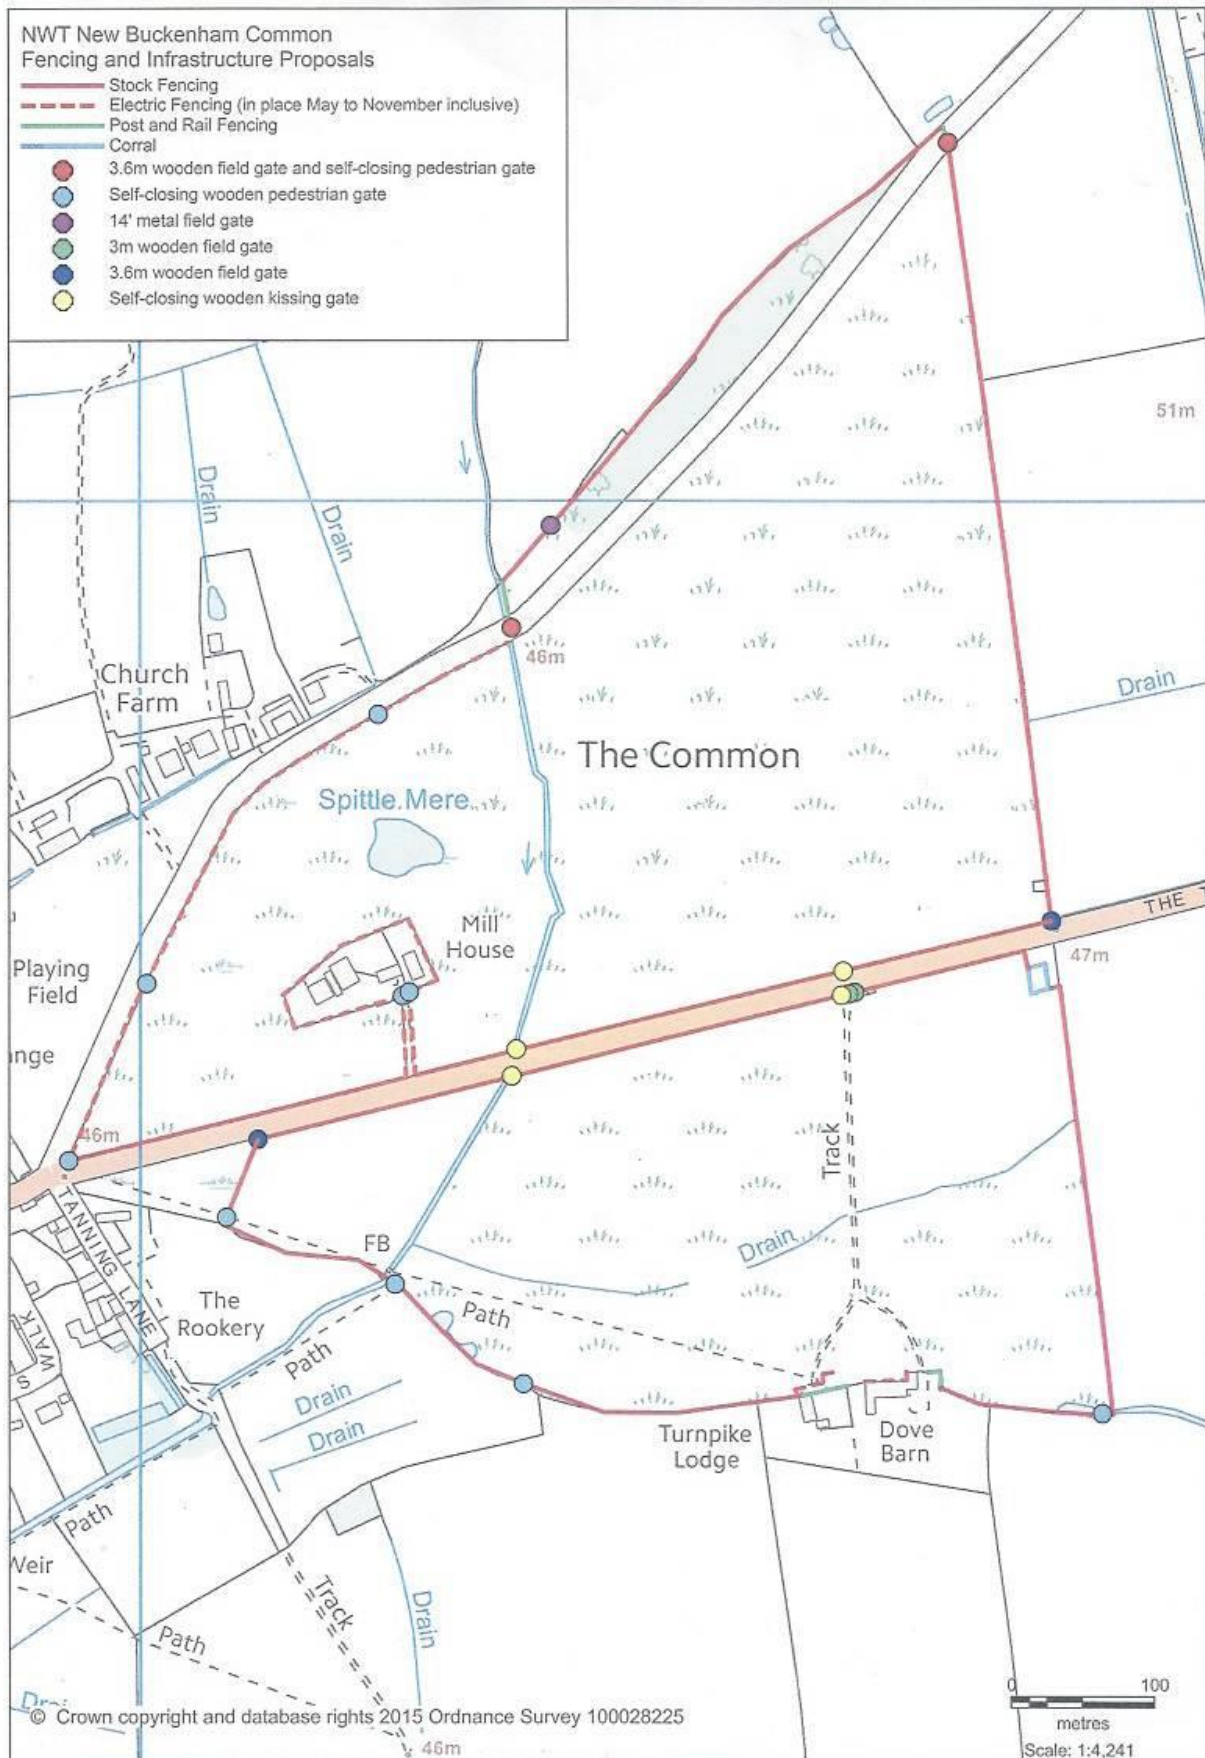 NWT New Buckenham Common
Fencing and Infrastructure Proposals
Stock Fencing
Electric Fencing (in place May to November inclusive)
Post and Rail Fencing
Corral
3.6m wooden field gate and self-closing pedestrian gate
Self-closing wooden pedestrian gate
14' metal field gate
3m wooden field gate
3.6m wooden field gate
Self-closing wooden kissing gate
51m
Drain
Drain
46m
Church
Farm
Drain
The Common
Spittle Mere
Mill
House
THE T
47m
Playing
Field
ange
46m
Track
TANNING LANE
FB
Drain
The
Rookery
Path
S WALK
Path
Drain
Drain
Turnpike
Lodge
Dove
Barn
Path
Weir
Track
Drain
Path
0 100
metres
Scale: 1:4,241
© Crown copyright and database rights 2015 Ordnance Survey 100028225
46m